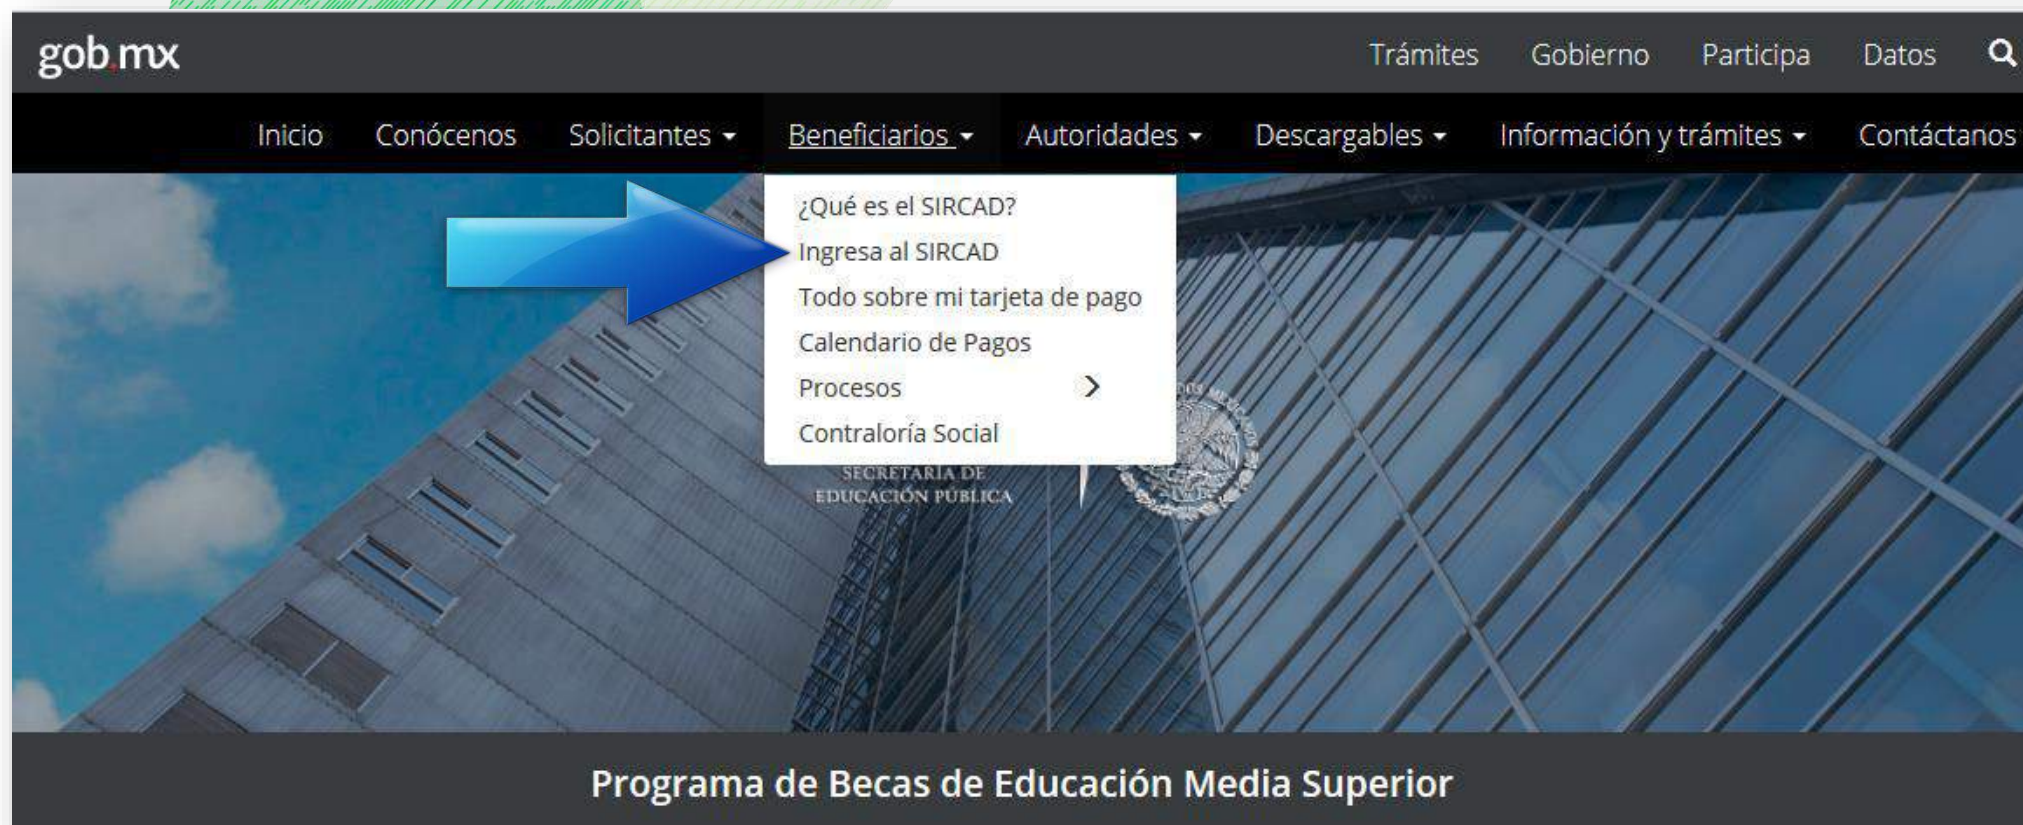 gob.mx
Trámites Gobierno Participa Datos
Inicio Conócenos Solicitantes Beneficiarios Autoridades Descargables Información y trámites Contáctanos
¿Qué es el SIRCAD?
Ingresa al SIRCAD
Todo sobre mi tarjeta de pago
Calendario de Pagos
Procesos
Contraloría Social
SECRETARÍA DE
EDUCACIÓN PÚBLICA
Programa de Becas de Educación Media Superior